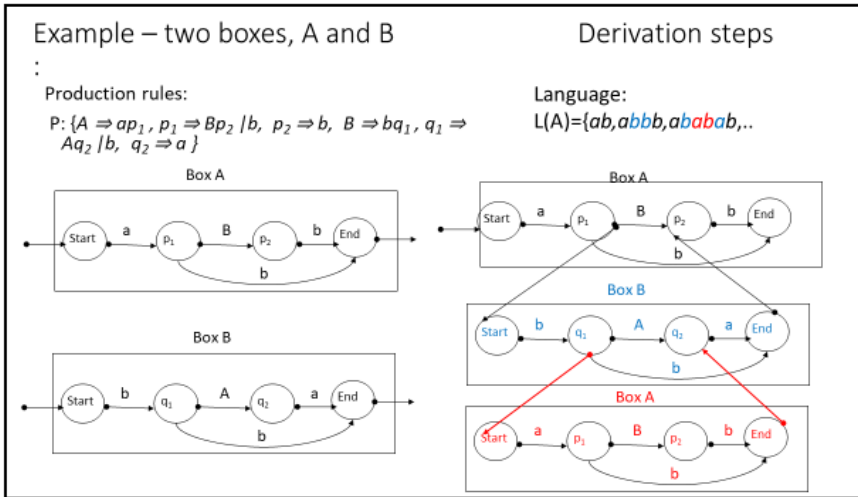 Example – two boxes, A and B
:
Production rules:
P: {A ⇒ ap₁ , p₁ ⇒ Bp₂ |b, p₂ ⇒ b, B ⇒ bq₁ , q₁ ⇒
Aq₂ |b, q₂ ⇒ a }
Box A
Start
a
p₁
B
p₂
b
End
b
Box B
Start
b
q₁
A
q₂
a
End
b
Derivation steps
Language:
L(A)={ab,abbb,abababab,..
Box A
Start
a
p₁
B
p₂
b
End
b
Box B
Start
b
q₁
A
q₂
a
End
b
Box A
Start
a
p₁
B
p₂
b
End
b